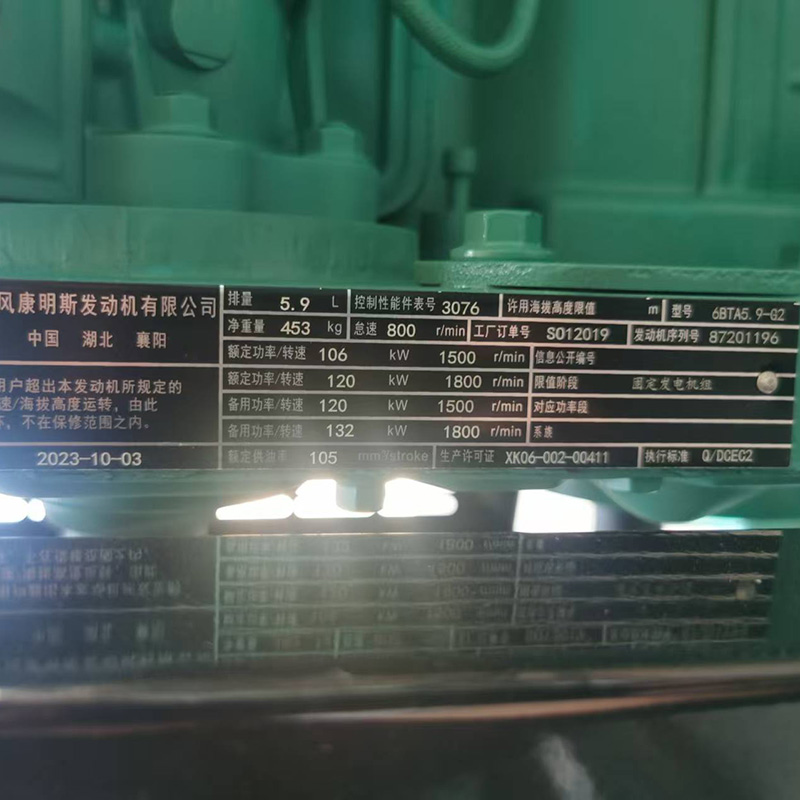 风康明斯发动机有限公司
中国 湖北 襄阳
用户超出本发动机所规定的
速/海拔高度运转，由此
坏，不在保修范围之内。
2023-10-03
排量 5.9 L 控制性能件表号 3076 许用海拔高度限值 m 型号 6BTA5.9-G2
净重量 453 kg 怠速 800 r/min 工厂订单号 SO12019 发动机序列号 87201196
额定功率/转速 106 kW 1500 r/min 信息公开编号
额定功率/转速 120 kW 1800 r/min 限值阶段 固定发电机组
备用功率/转速 120 kW 1500 r/min 对应功率段
备用功率/转速 132 kW 1800 r/min 系族
额定供油率 105 mm³/stroke 生产许可证 XK06-002-00411 执行标准 Q/DCEC2